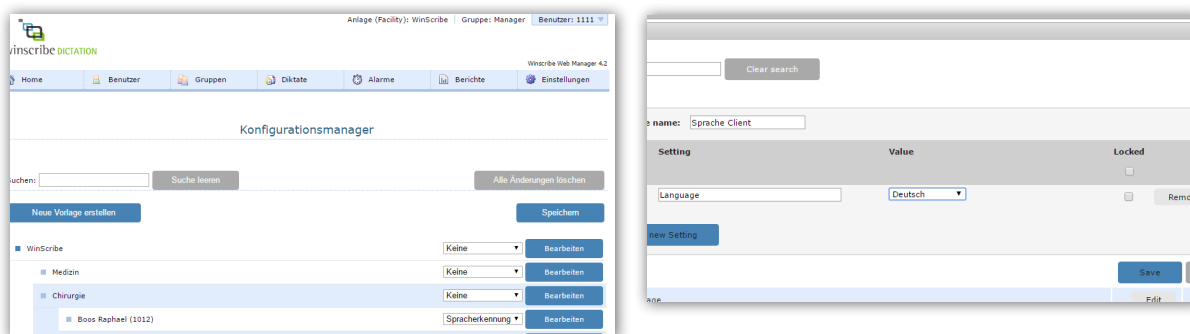 Anlage (Facility): WinScribe Gruppe: Manager Benutzer: 1111
winscribe DICTATION
Winscribe Web Manager 4.2
Home Benutzer Gruppen Diktate Alarme Berichte Einstellungen
Konfigurationsmanager
Suchen: Suche leeren Alle Änderungen löschen
Neue Vorlage erstellen Speichern
WinScribe Keine Bearbeiten
Medizin Keine Bearbeiten
Chirurgie Keine Bearbeiten
Boos Raphael (1012) Spracherkennung Bearbeiten
Clear search
name: Sprache Client
Setting Value Locked
Language Deutsch
new Setting
Save
Edit